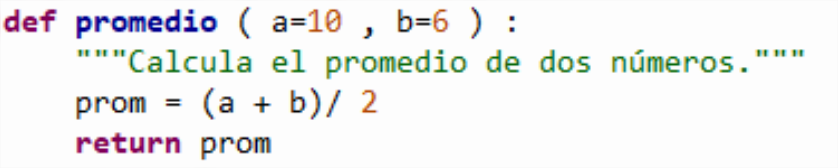 def promedio ( a=10 , b=6 ) :
"""Calcula el promedio de dos números."""
prom = (a + b)/ 2
return prom